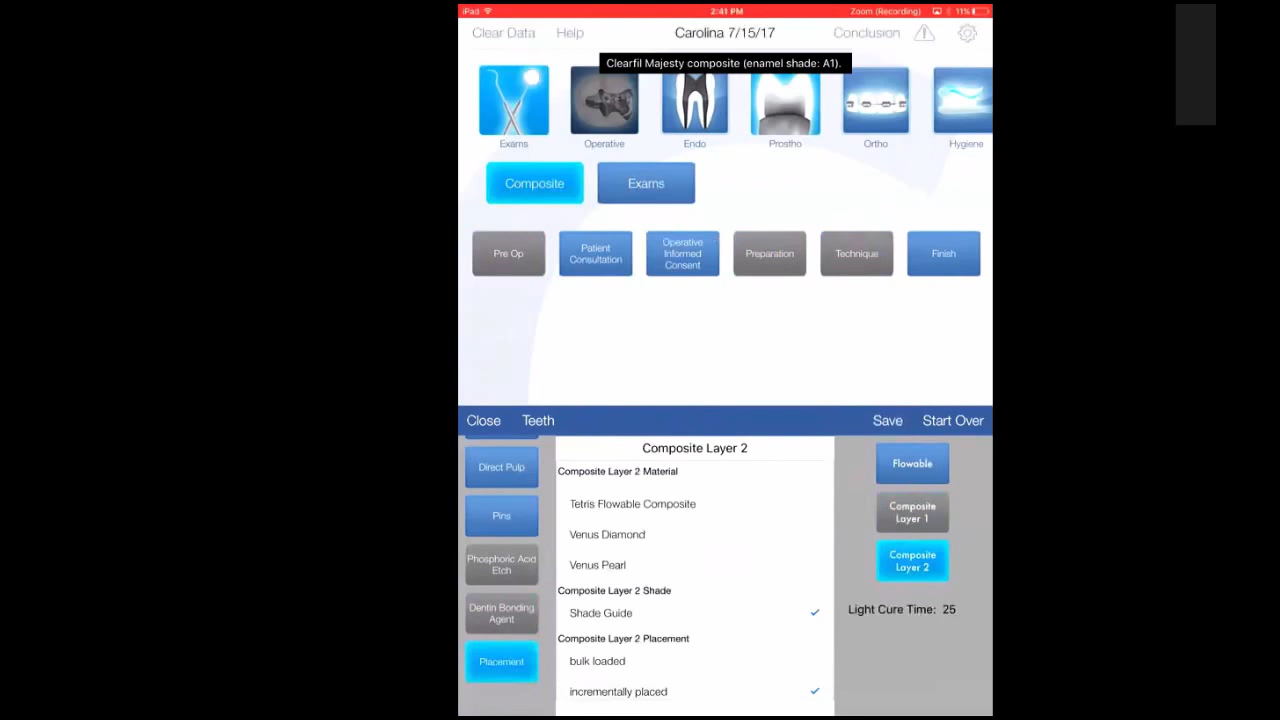 iPad 2:41 PM Zoom (Recording) 11%
Clear Data Help Carolina 7/15/17 Conclusion
Clearfil Majesty composite (enamel shade: A1).
Exams Operative Endo Prostho Ortho Hygiene
Composite Exams
Pre Op
Patient
Consultation
Operative
Informed
Consent
Preparation
Technique
Finish
Close Teeth Save Start Over
Direct Pulp
Pins
Phosphoric Acid
Etch
Dentin Bonding
Agent
Placement
Composite Layer 2
Composite Layer 2 Material
Tetris Flowable Composite
Venus Diamond
Venus Pearl
Composite Layer 2 Shade
Shade Guide
Composite Layer 2 Placement
bulk loaded
incrementally placed
Flowable
Composite
Layer 1
Composite
Layer 2
Light Cure Time: 25